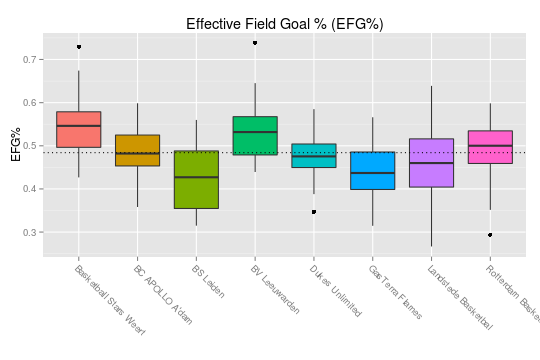 Effective Field Goal % (EFG%)
EFG%
0.7
0.6
0.5
0.4
0.3
Basketball Stars Weert
BC APOLLO A'dam
BS Leiden
BV Leeuwarden
Dukes Unlimited
GasTerra Flames
Landstede Basketbal
Rotterdam Baske